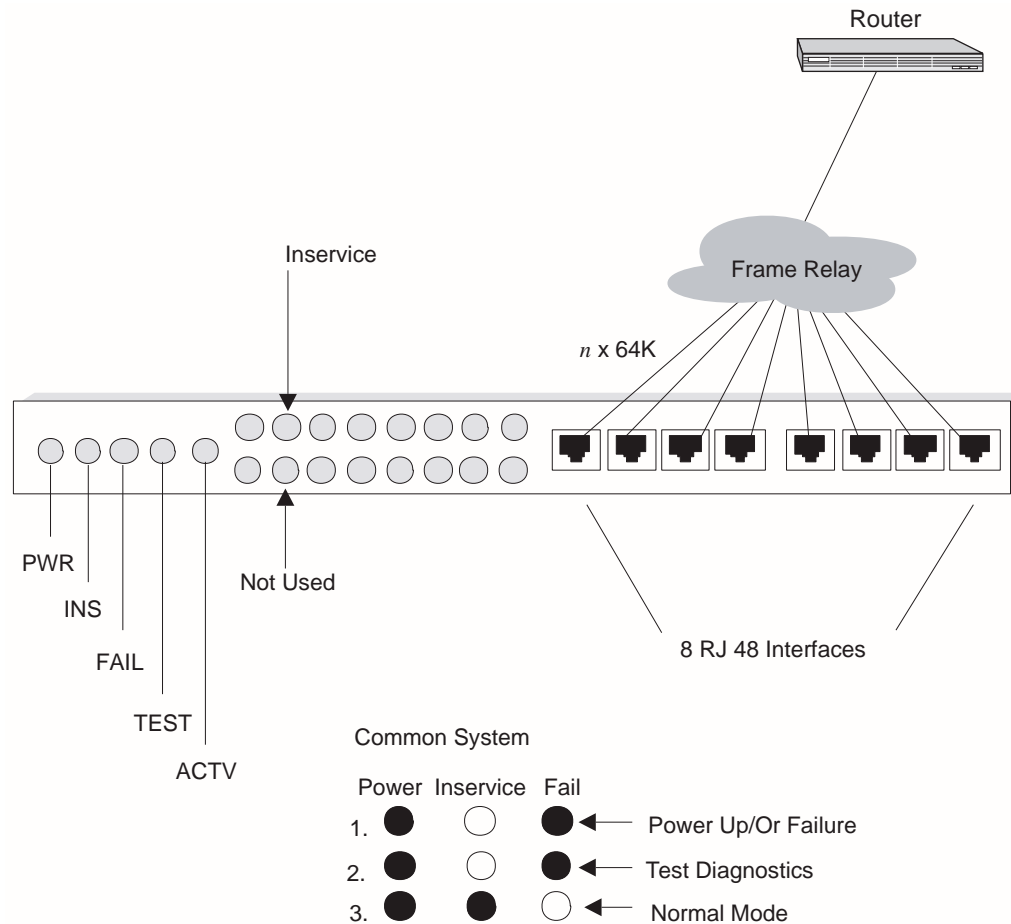 Router
Frame Relay
Inservice
n x 64K
PWR
INS
FAIL
TEST
ACTV
Not Used
8 RJ 48 Interfaces
Common System
Power Inservice Fail
1. Power Up/Or Failure
2. Test Diagnostics
3. Normal Mode